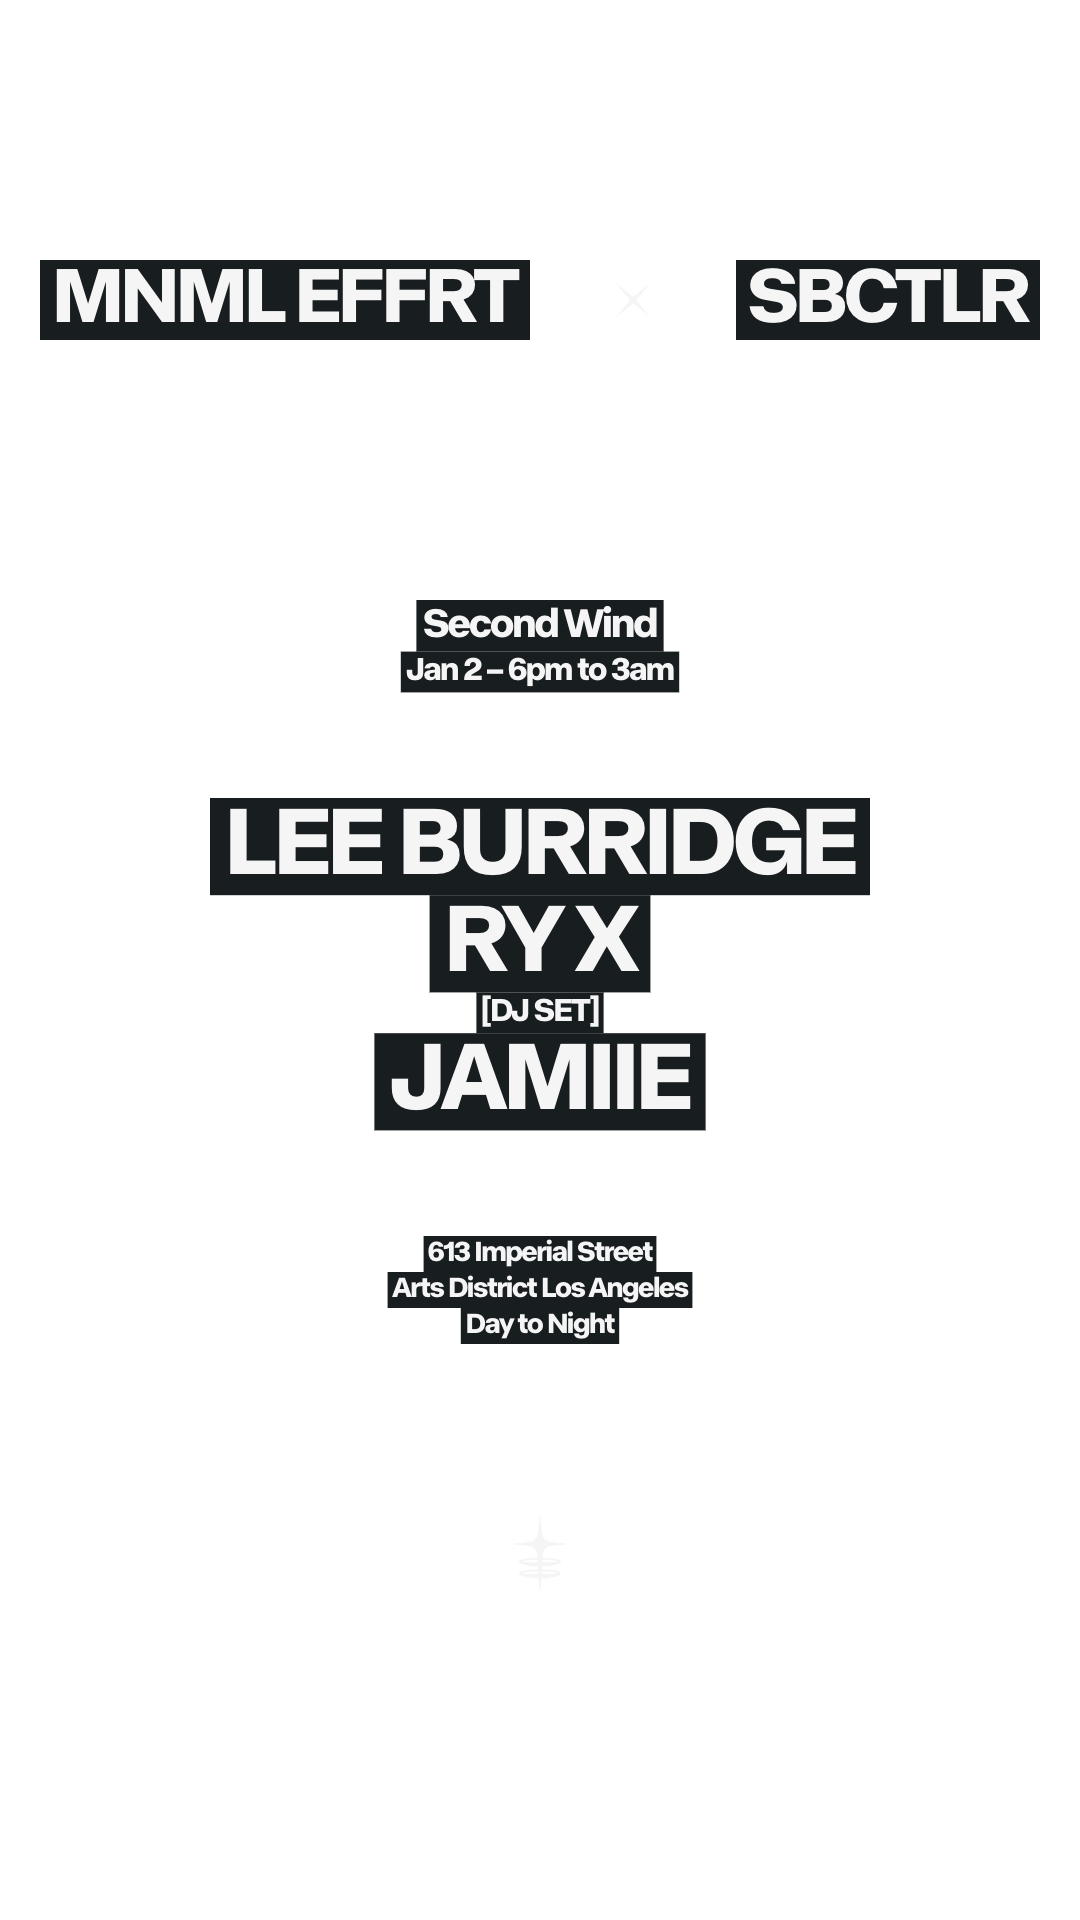 MNML EFFRT SBCTLR
Second Wind
Jan 2 – 6pm to 3am
LEE BURRIDGE
RY X
[DJ SET]
JAMIIE
613 Imperial Street
Arts District Los Angeles
Day to Night